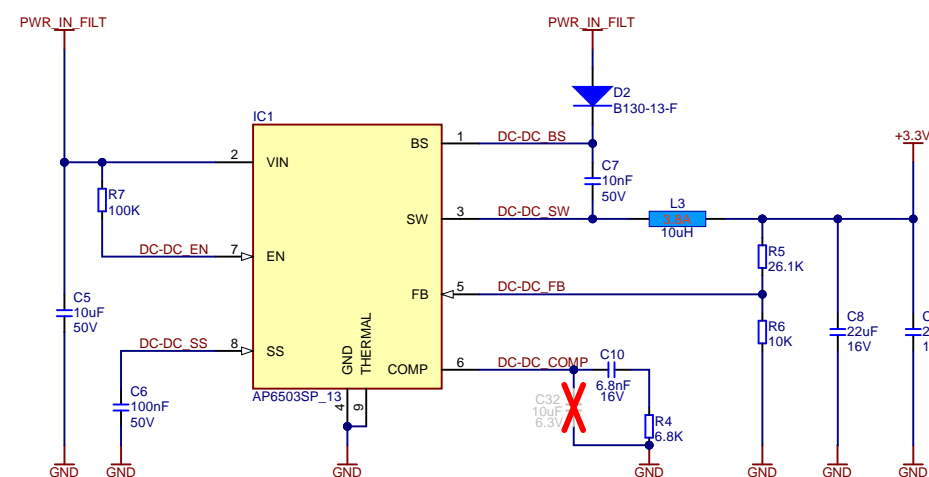 PWR_IN_FILT
PWR_IN_FILT
D2
B130-13-F
IC1
BS
1
DC-DC_BS
+3.3V
2
VIN
C7
10nF
50V
R7
100K
SW
3
DC-DC_SW
L3
3.8A
10uH
DC-DC_EN
7
EN
R5
26.1K
FB
5
DC-DC_FB
C5
10uF
50V
C8
22uF
16V
C
2
1
R6
10K
DC-DC_SS
8
SS
GND
THERMAL
COMP
6
DC-DC_COMP
C10
6.8nF
16V
C6
100nF
50V
AP6503SP_13
4
9
C32
10uF
6.3V
R4
6.8K
GND
GND
GND
GND
GND
GND
GND